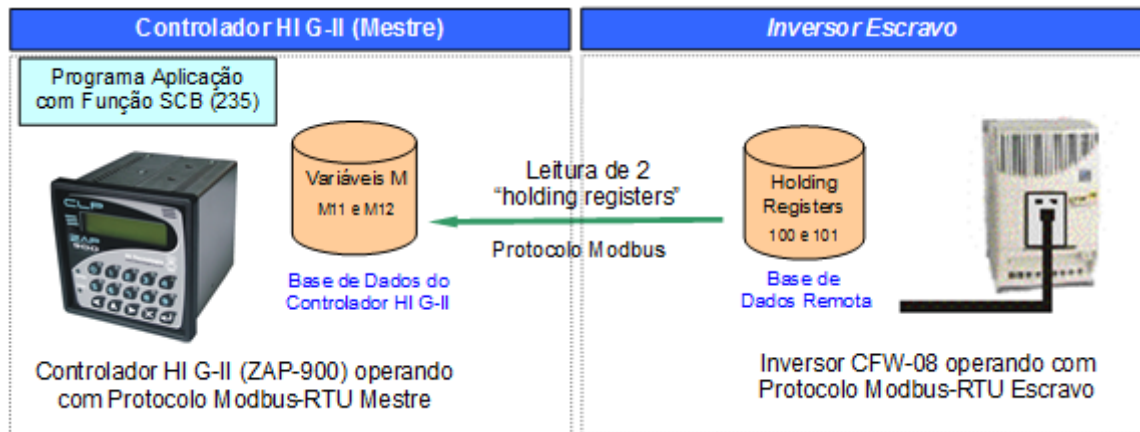 Controlador HI G-II (Mestre)
Inversor Escravo
Programa Aplicação
com Função SCB (235)
CLP
ZAP
900
Variáveis M
M11 e M12
Base de Dados do
Controlador HI G-II
Leitura de 2
“holding registers”
Protocolo Modbus
Holding
Registers
100 e 101
Base de
Dados Remota
Controlador HI G-II (ZAP-900) operando
com Protocolo Modbus-RTU Mestre
Inversor CFW-08 operando com
Protocolo Modbus-RTU Escravo